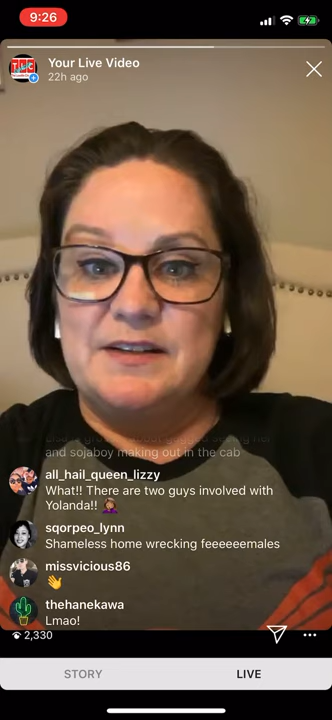 9:26
TLC
Your Live Video
22h ago
and sojaboy making out in the cab
all_hail_queen_lizzy
What!! There are two guys involved with
Yolanda!! 🤦🏾‍♀️
sqorpeo_lynn
Shameless home wrecking feeeeeemales
missvicious86
👋
thehanekawa
Lmao!
2,330
STORY
LIVE